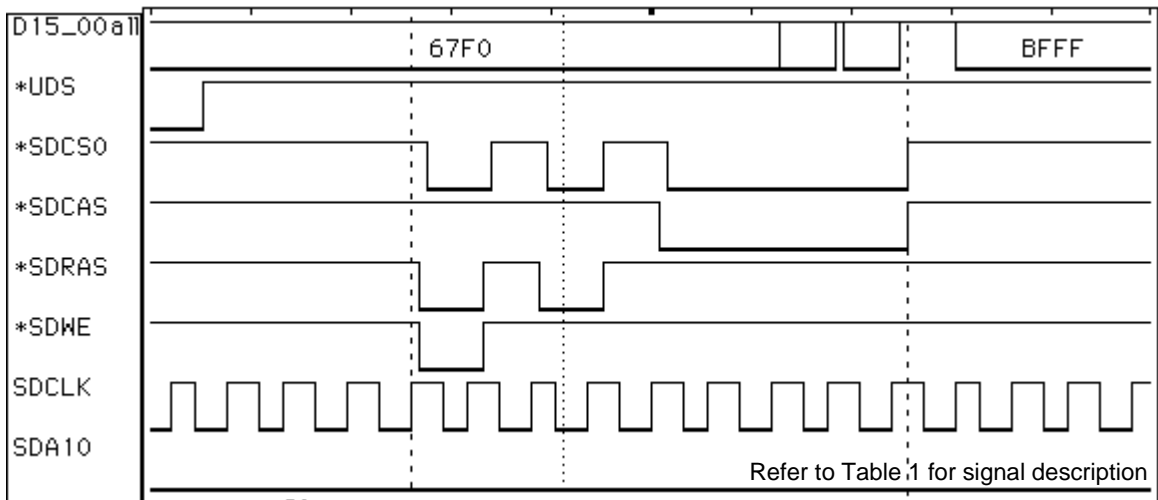 D15_00all 67F0 BFFF
*UDS
*SDCS0
*SDCAS
*SDRAS
*SDWE
SDCLK
SDA10
Refer to Table 1 for signal description